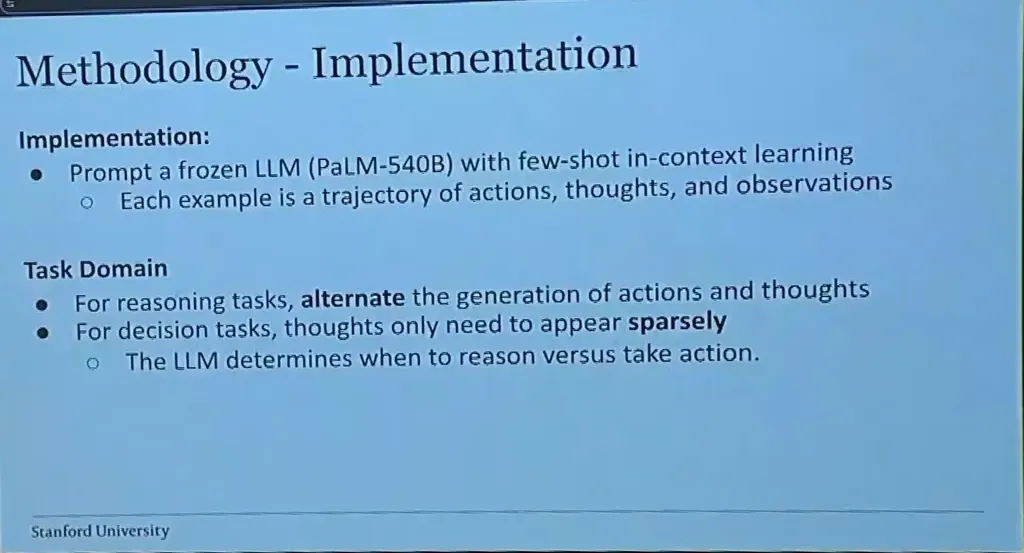 Methodology - Implementation
Implementation:
● Prompt a frozen LLM (PaLM-540B) with few-shot in-context learning
○ Each example is a trajectory of actions, thoughts, and observations
Task Domain
● For reasoning tasks, alternate the generation of actions and thoughts
● For decision tasks, thoughts only need to appear sparsely
○ The LLM determines when to reason versus take action.
Stanford University